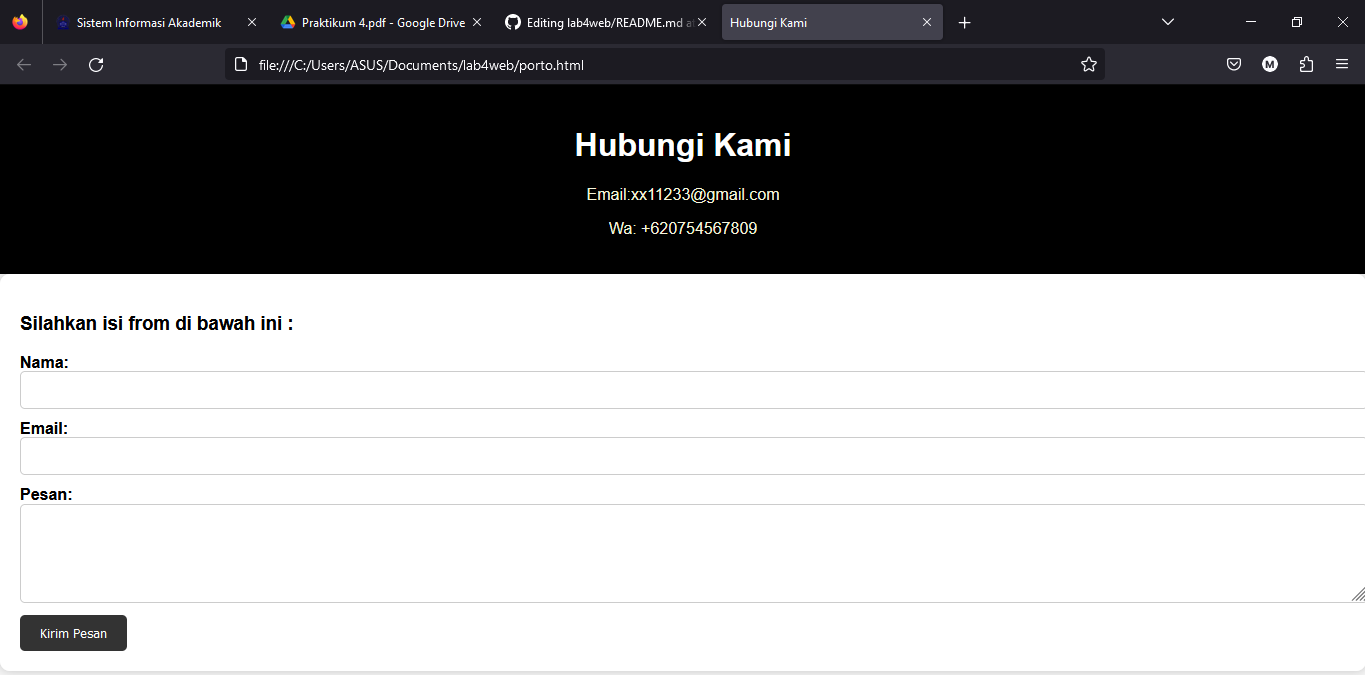 Sistem Informasi Akademik
Praktikum 4.pdf - Google Drive
Editing lab4web/README.md at
Hubungi Kami
file:///C:/Users/ASUS/Documents/lab4web/porto.html
M
Hubungi Kami
Email:xx11233@gmail.com
Wa: +620754567809
Silahkan isi from di bawah ini :
Nama:
Email:
Pesan:
Kirim Pesan